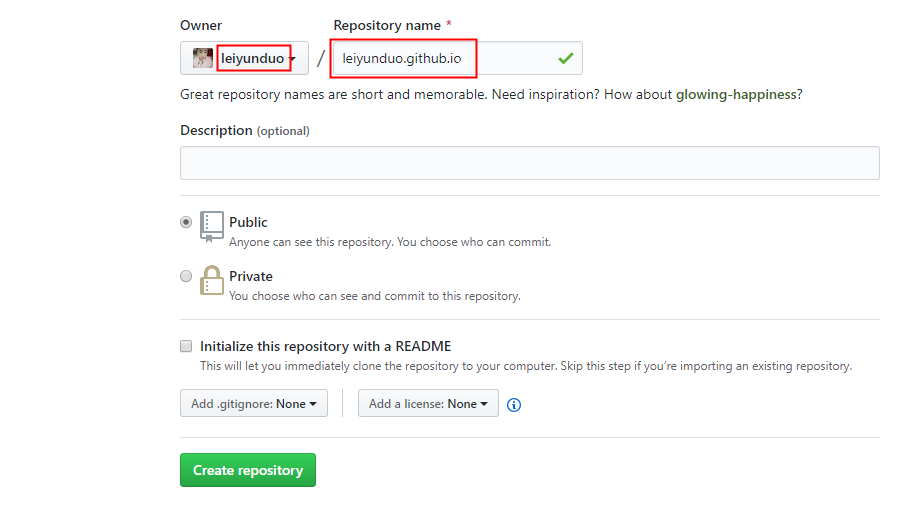 Owner Repository name *
leiyunduo / leiyunduo.github.io
Great repository names are short and memorable. Need inspiration? How about glowing-happiness?
Description (optional)
Public
Anyone can see this repository. You choose who can commit.
Private
You choose who can see and commit to this repository.
Initialize this repository with a README
This will let you immediately clone the repository to your computer. Skip this step if you're importing an existing repository.
Add .gitignore: None Add a license: None
Create repository